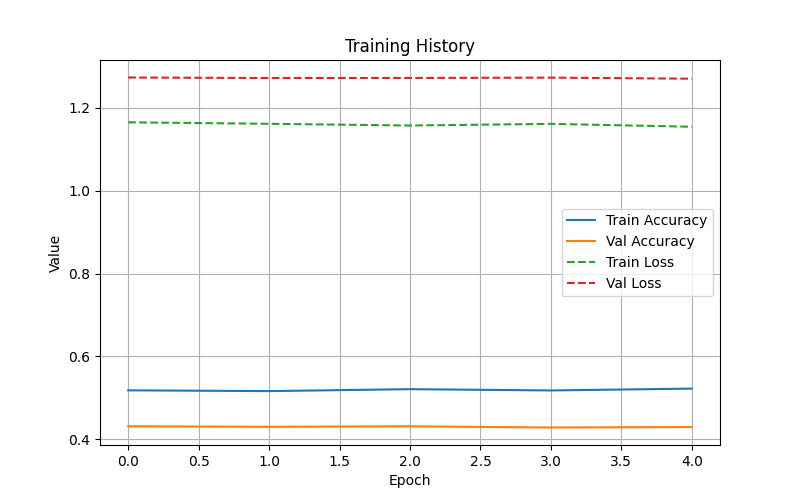 Training History
1.2
1.0
0.8
0.6
0.4
Value
Train Accuracy
Val Accuracy
Train Loss
Val Loss
0.0 0.5 1.0 1.5 2.0 2.5 3.0 3.5 4.0
Epoch